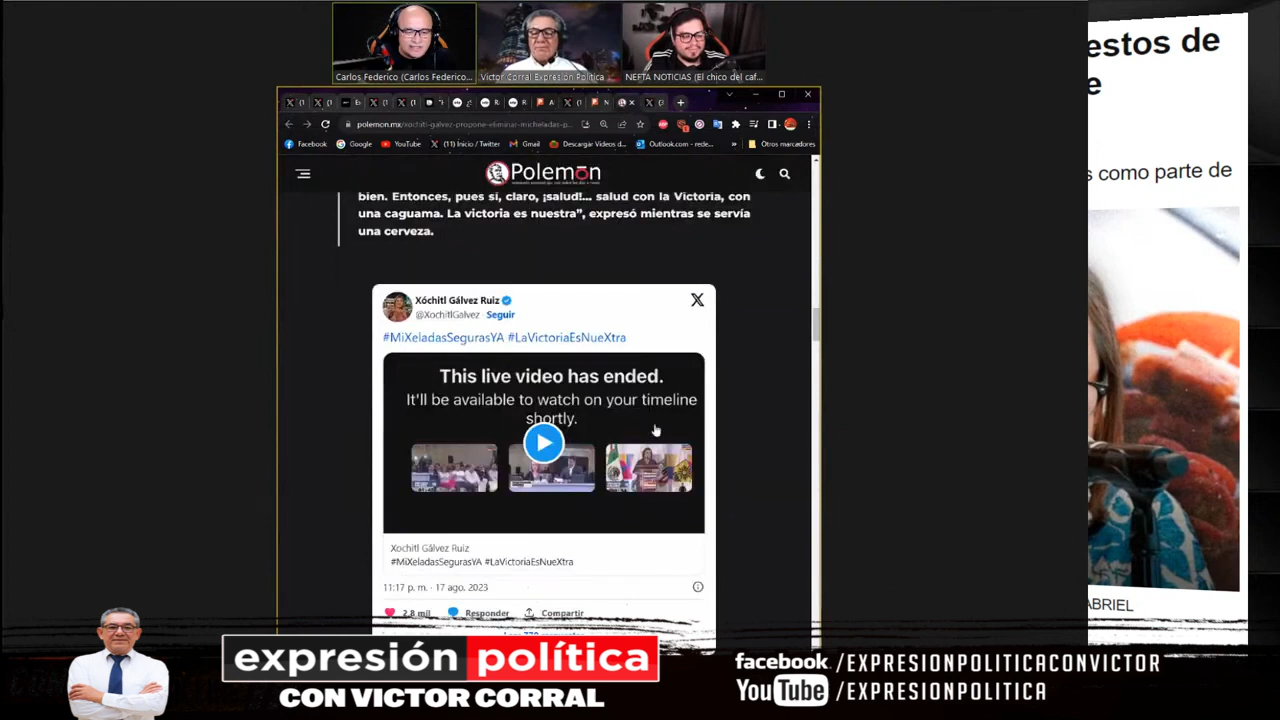 Carlos Federico (Carlos Federico...
Victor Corral Expresión Política
NEFTA NOTICIAS (El chico del caf...
polemon.mx/xochitl-galvez-propone-eliminar-micheladas-p...
Facebook
Google
YouTube
(11) Inicio / Twitter
Gmail
Descargar Videos d...
Outlook.com - rede...
»
Otros marcadores
Polemón
bien. Entonces, pues sí, claro, ¡salud!... salud con la Victoria, con
una caguama. La victoria es nuestra”, expresó mientras se servía
una cerveza.
Xóchitl Gálvez Ruiz
@XochitlGalvez · Seguir
#MiXeladasSegurasYA #LaVictoriaEsNueXtra
This live video has ended.
It'll be available to watch on your timeline
shortly.
Xochitl Gálvez Ruiz
#MiXeladasSegurasYA #LaVictoriaEsNueXtra
11:17 p. m. · 17 ago. 2023
2,8 mil
Responder
Compartir
estos de
e
s como parte de
ABRIEL
expresión política
CON VICTOR CORRAL
facebook /EXPRESIONPOLITICACONVICTOR
YouTube /EXPRESIONPOLITICA